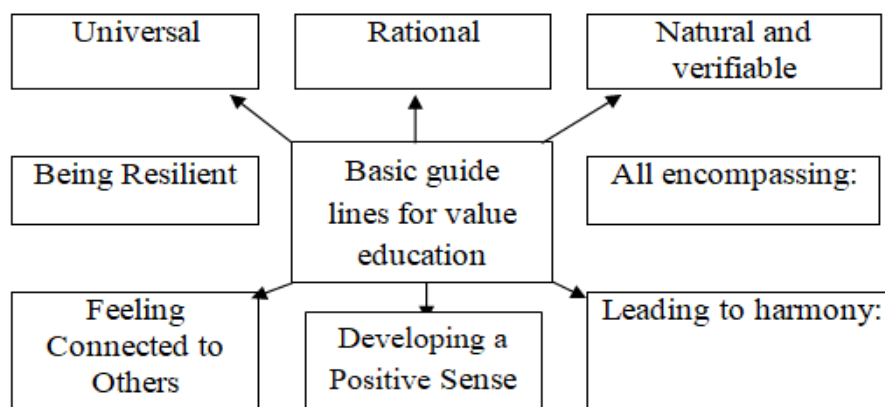 Universal
Rational
Natural and
verifiable
Being Resilient
Basic guide
lines for value
education
All encompassing:
Feeling
Connected to
Others
Developing a
Positive Sense
Leading to harmony: